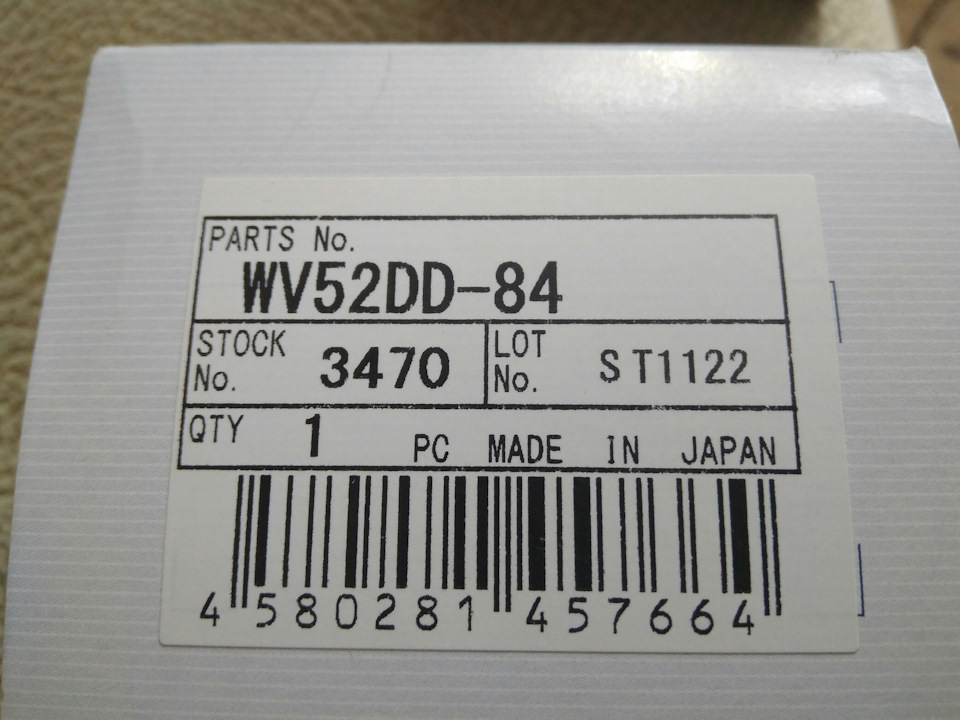 PARTS No.
WV52DD-84
STOCK No. 3470
LOT No. ST1122
QTY 1 PC MADE IN JAPAN
4 580281 457664